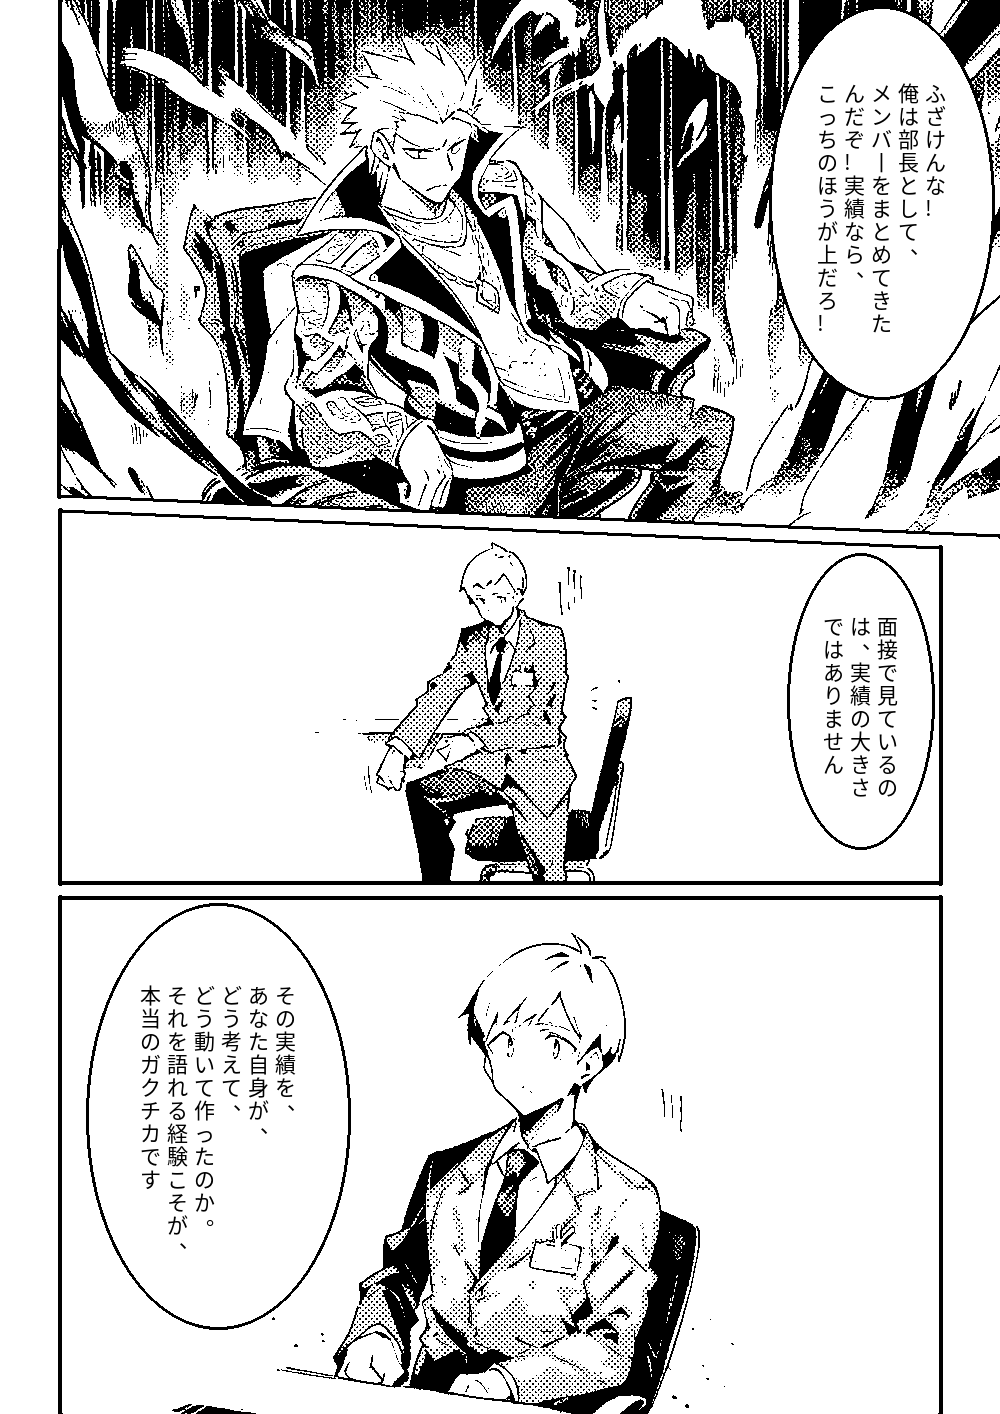 ふざけんな!
俺は部長として、
メンバーをまとめてきた
んだぞ!実績なら、
こっちのほうが上だろ!
面接で見ているの
は、実績の大きさ
ではありません
その実績を、
あなた自身が、
どう考えて、
どう動いて作ったのか。
それを語れる経験こそが、
本当のガクチカです